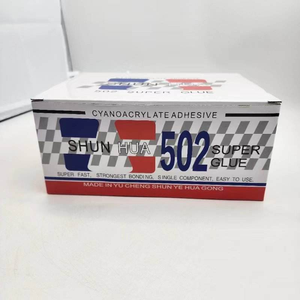 502 SUPER GLUE
CYANOACRYLATE ADHESIVE
SHUN HUA
502 SUPER
GLUE
SUPER FAST, STRONGEST BONDING, SINGLE COMPONENT, EASY TO USE.
MADE IN YU CHENG SHUN YE HUA GONG